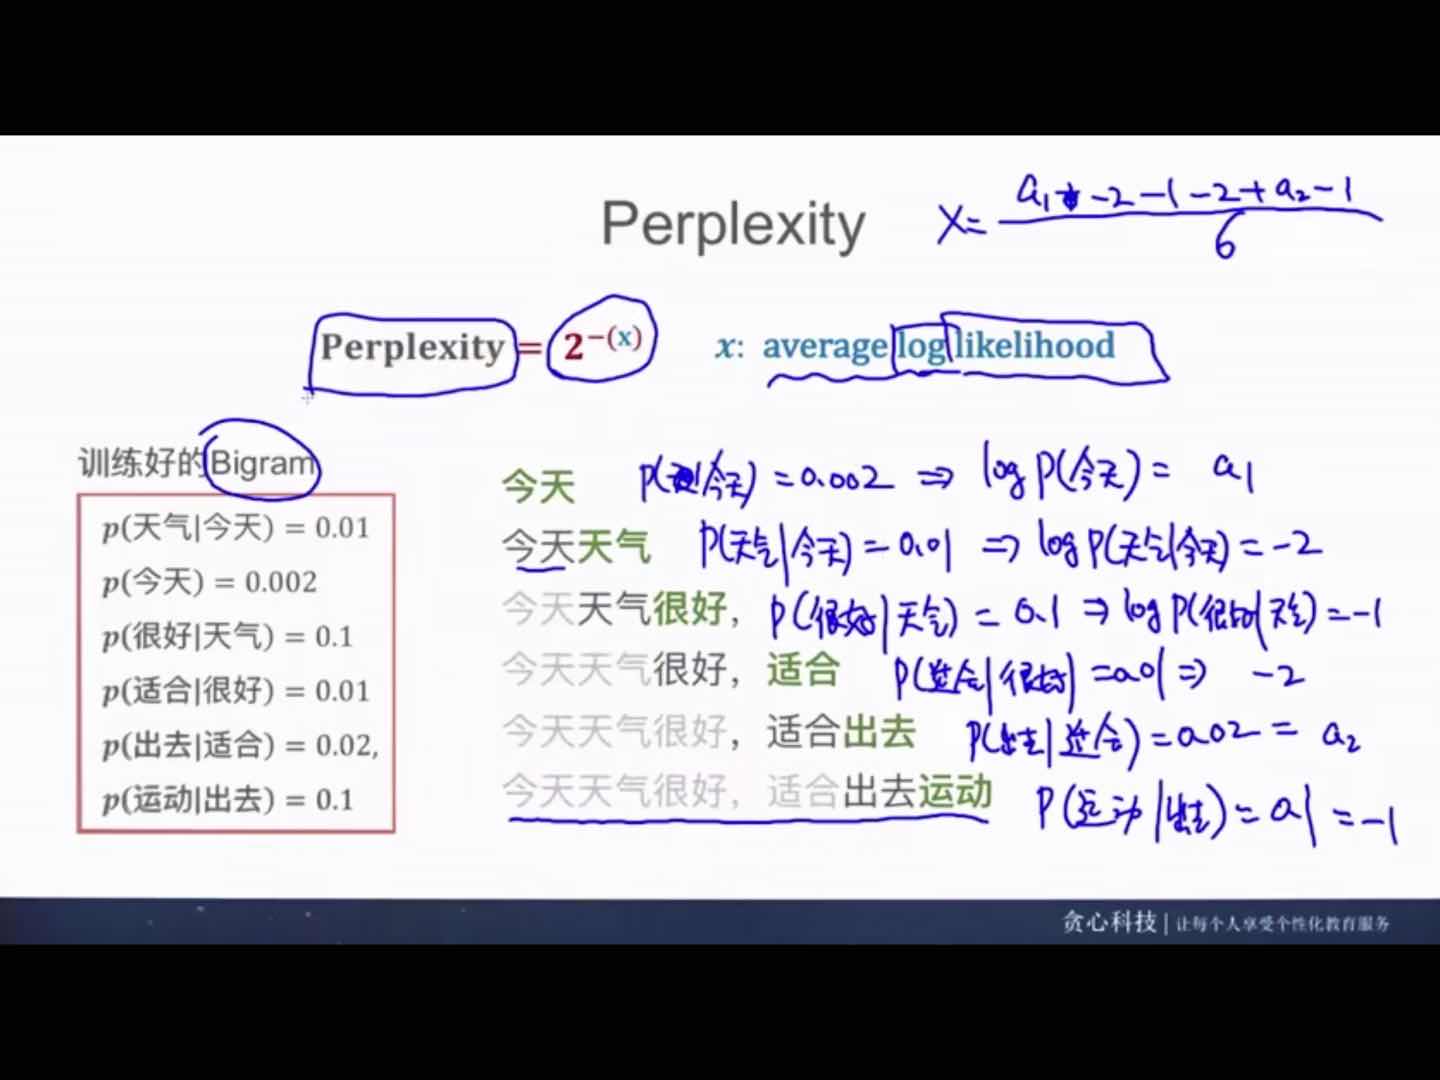 Perplexity
X = (a₁ -2 -1 -2 + a₂ -1) / 6
Perplexity = 2^{-(x)}
x: average log likelihood
训练好的Bigram
p(天气|今天) = 0.01
p(今天) = 0.002
p(很好|天气) = 0.1
p(适合|很好) = 0.01
p(出去|适合) = 0.02,
p(运动|出去) = 0.1
今天 P(今天) = 0.002 ⇒ log P(今天) = a₁
今天天气 P(天气|今天) = 0.01 ⇒ log P(天气|今天) = -2
今天天气很好， P(很好|天气) = 0.1 ⇒ log P(很好|天气) = -1
今天天气很好，适合 P(适合|很好) = 0.01 ⇒ -2
今天天气很好，适合出去 P(出去|适合) = 0.02 = a₂
今天天气很好，适合出去运动 P(运动|出去) = 0.1 = -1
贪心科技 | 让每个人享受个性化教育服务